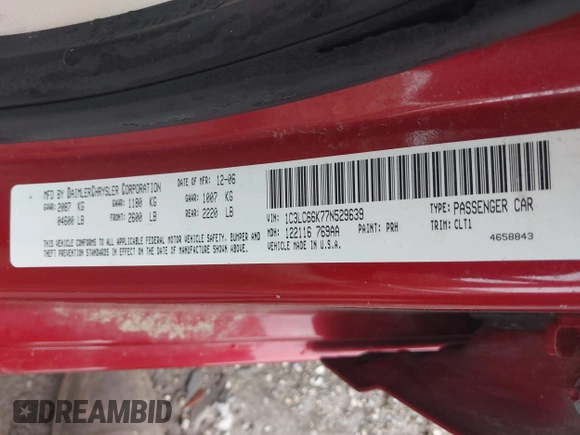 MFD BY DAIMLERCHRYSLER CORPORATION DATE OF MFR 12-06
GVWR: 2087 KG GAWR: 1180 KG GAWR: 1007 KG
04600 LB FRONT: 2600 LB REAR: 2220 LB
THIS VEHICLE CONFORMS TO ALL FEDERAL MOTOR VEHICLE SAFETY, BUMPER, AND
THEFT PREVENTION STANDARDS IN EFFECT ON THE DATE OF MANUFACTURE SHOWN ABOVE.
VIN: 1C3LC66K77N529639 TYPE: PASSENGER CAR
MDH: 122116 769AA PAINT: PRH TRIM: CLT1
VEHICLE MADE IN U.S.A. 4658843
DREAMBID